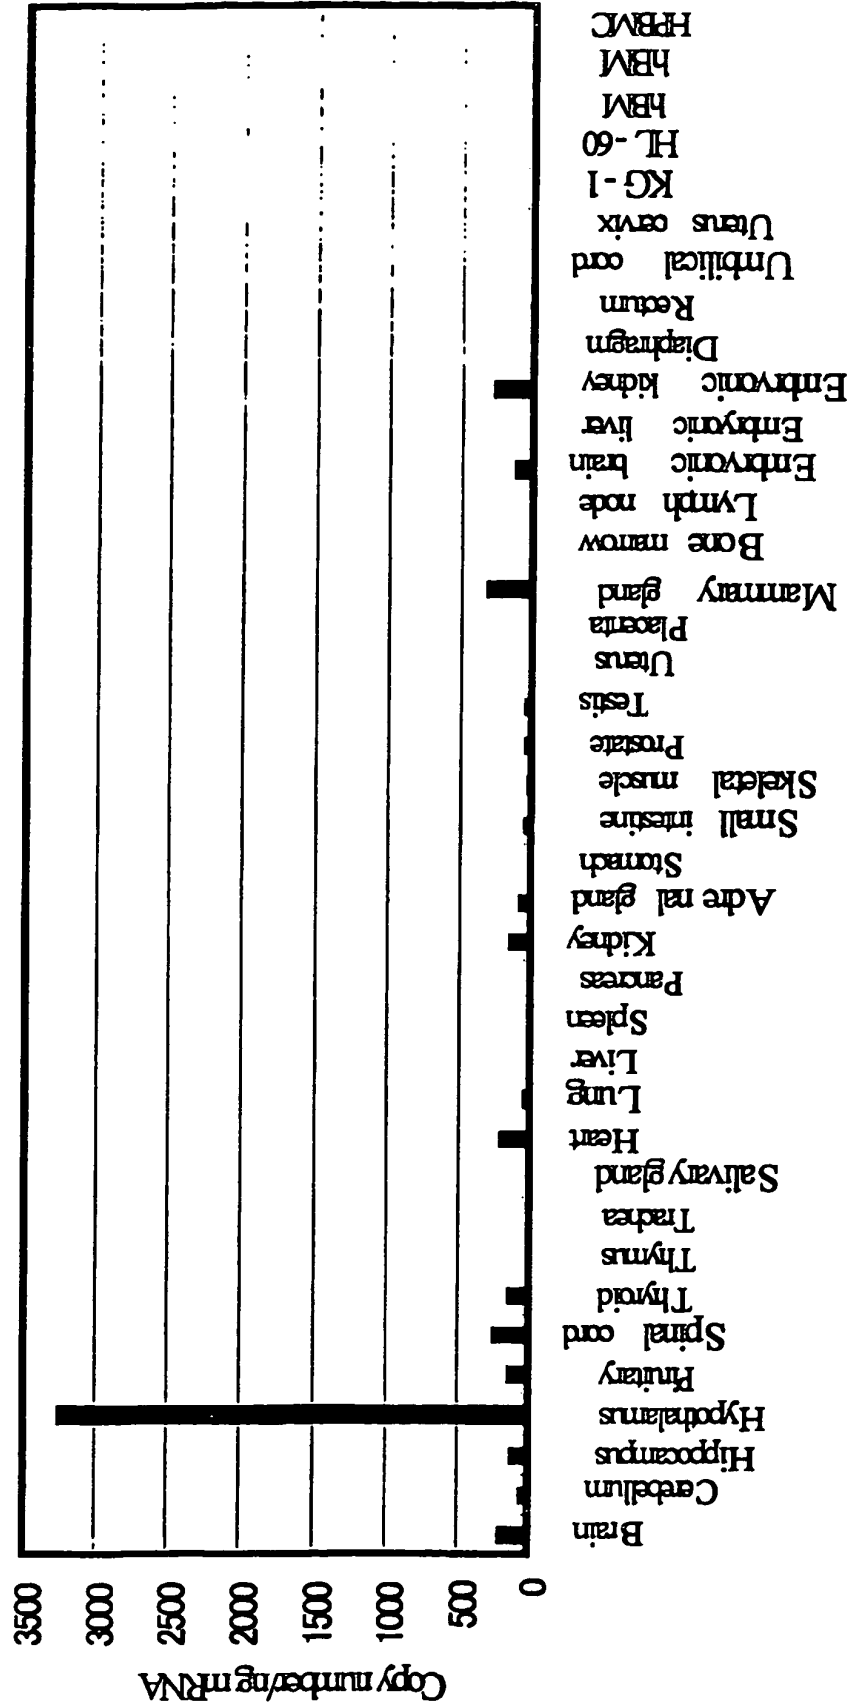 Copy number/ng mRNA
3500
3000
2500
2000
1500
1000
500
0
Brain
Cerebellum
Hippocampus
Hypothalamus
Pituitary
Spinal cord
Thyroid
Thymus
Trachea
Salivary gland
Heart
Lung
Liver
Spleen
Pancreas
Kidney
Adrenal gland
Stomach
Small intestine
Skeletal muscle
Prostate
Testis
Uterus
Placenta
Mammary gland
Bone marrow
Lymph node
Embryonic brain
Embryonic liver
Embryonic kidney
Diaphragm
Rectum
Umbilical cord
Uterus cervix
KG-1
HL-60
hBM
hBM
HPBMC